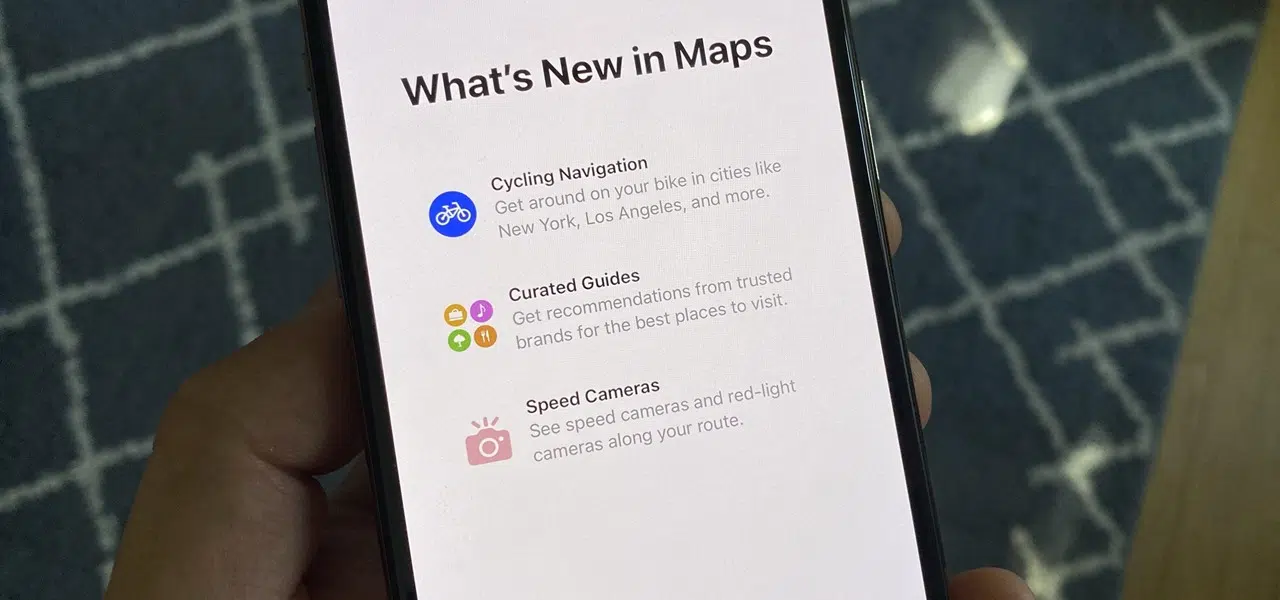 What's New in Maps
Cycling Navigation
Get around on your bike in cities like
New York, Los Angeles, and more.
Curated Guides
Get recommendations from trusted
brands for the best places to visit.
Speed Cameras
See speed cameras and red-light
cameras along your route.